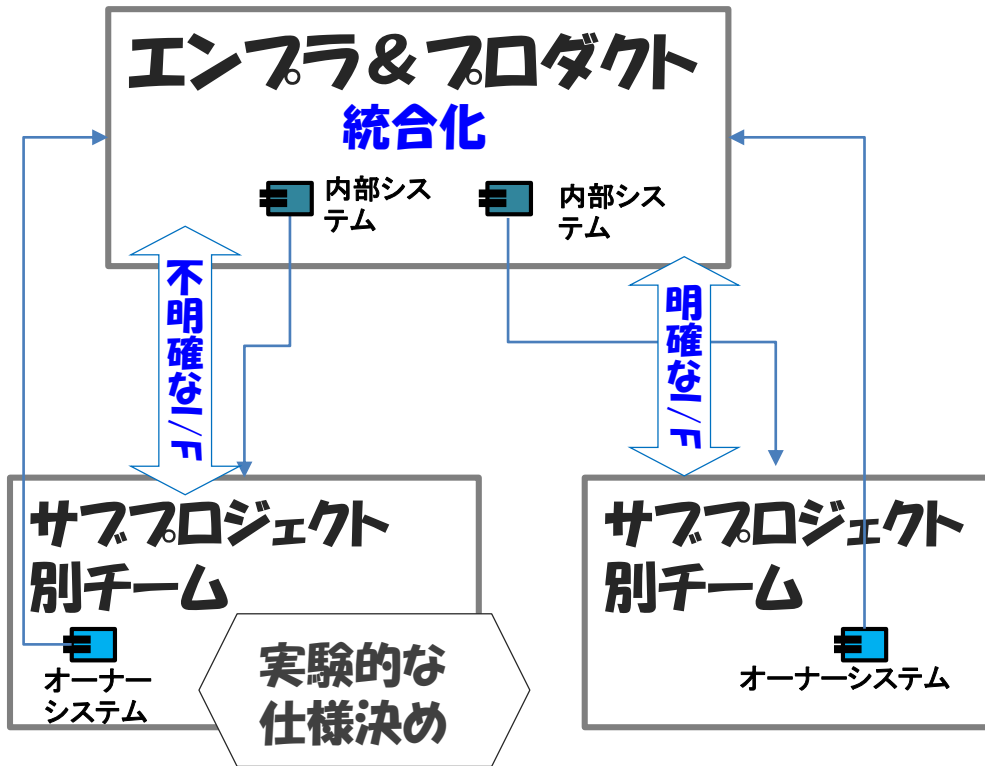 エンプラ&プロダクト
統合化
内部シス
テム
内部シス
テム
不明確なI/F
明確なI/F
サブプロジェクト
別チーム
オーナー
システム
実験的な
仕様決め
サブプロジェクト
別チーム
オーナーシステム